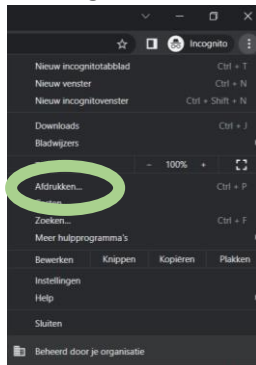 Incognito
Nieuw incognitotabblad Ctrl + T
Nieuw venster Ctrl + N
Nieuw incognitovenster Ctrl + Shift + N
Downloads Ctrl + J
Bladwijzers
- 100% +
Afdrukken... Ctrl + P
Zoeken... Ctrl + F
Meer hulpprogramma's
Bewerken Knippen Kopiëren Plakken
Instellingen
Help
Sluiten
Beheerd door je organisatie